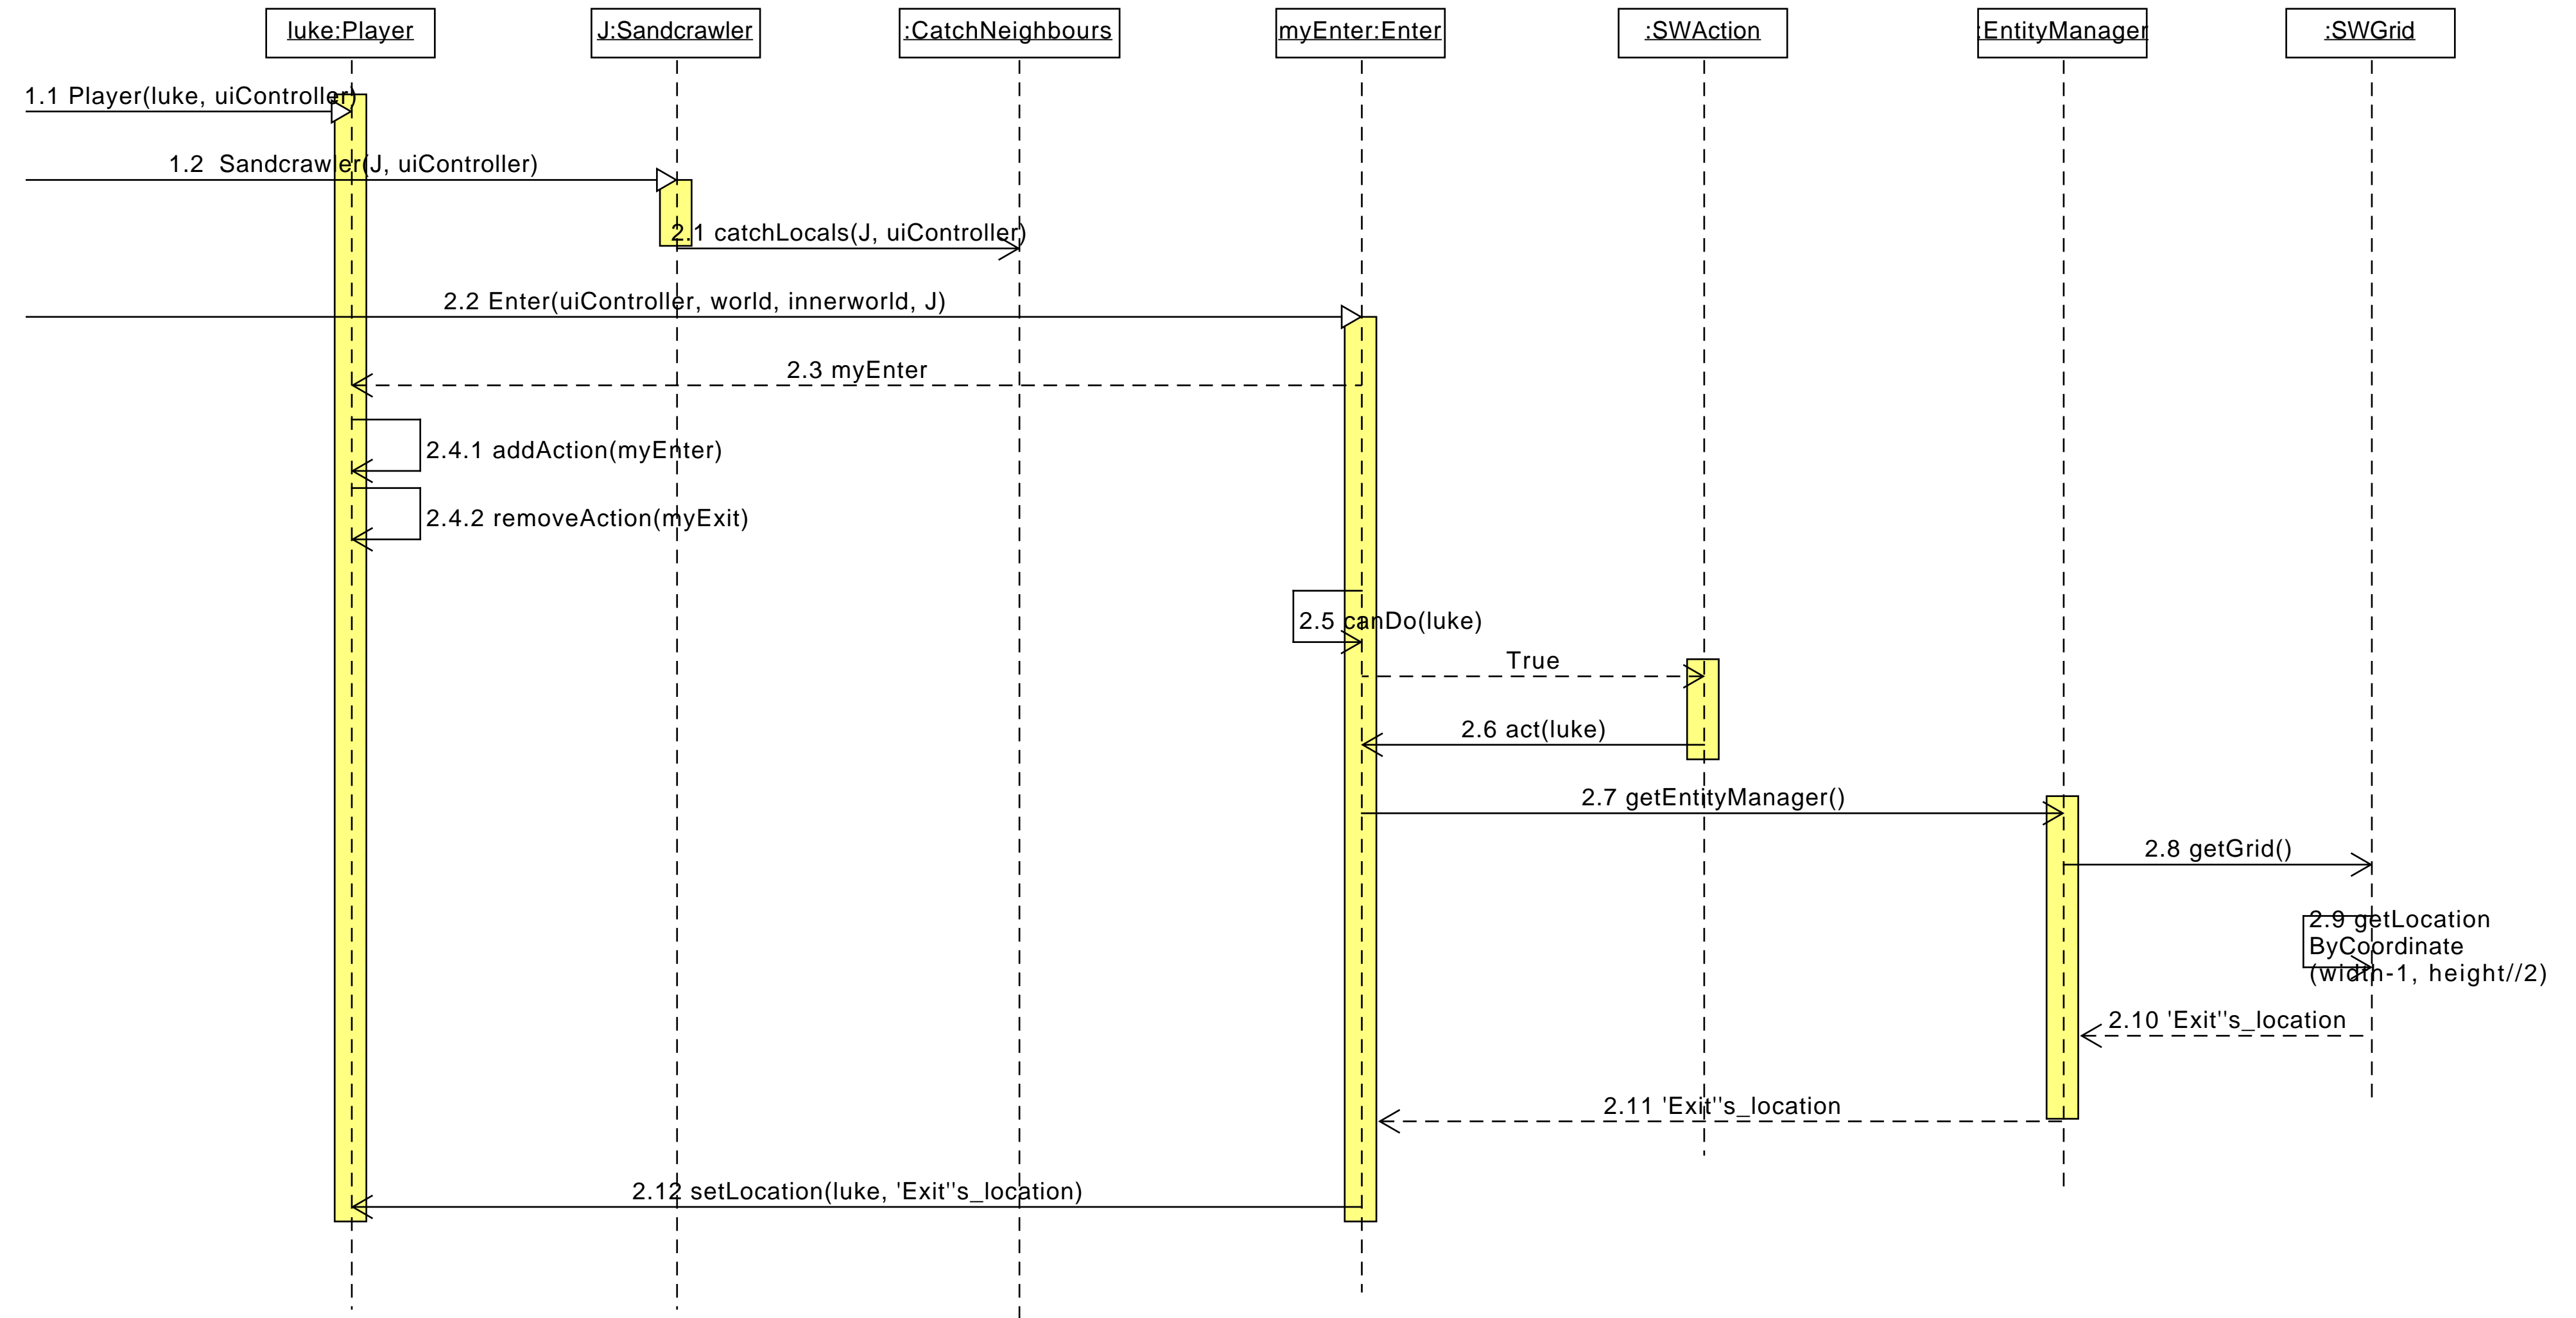 luke:Player
J:Sandcrawler
:CatchNeighbours
myEnter:Enter
:SWAction
:EntityManager
:SWGrid
1.1 Player(luke, uiController)
1.2  Sandcrawler(J, uiController)
2.1 catchLocals(J, uiController)
2.2 Enter(uiController, world, innerworld, J)
2.3 myEnter
2.4.1 addAction(myEnter)
2.4.2 removeAction(myExit)
2.5 canDo(luke)
True
2.6 act(luke)
2.7 getEntityManager()
2.8 getGrid()
2.9 getLocation
ByCoordinate
(width-1, height//2)
2.10 'Exit''s_location
2.11 'Exit''s_location
2.12 setLocation(luke, 'Exit''s_location)